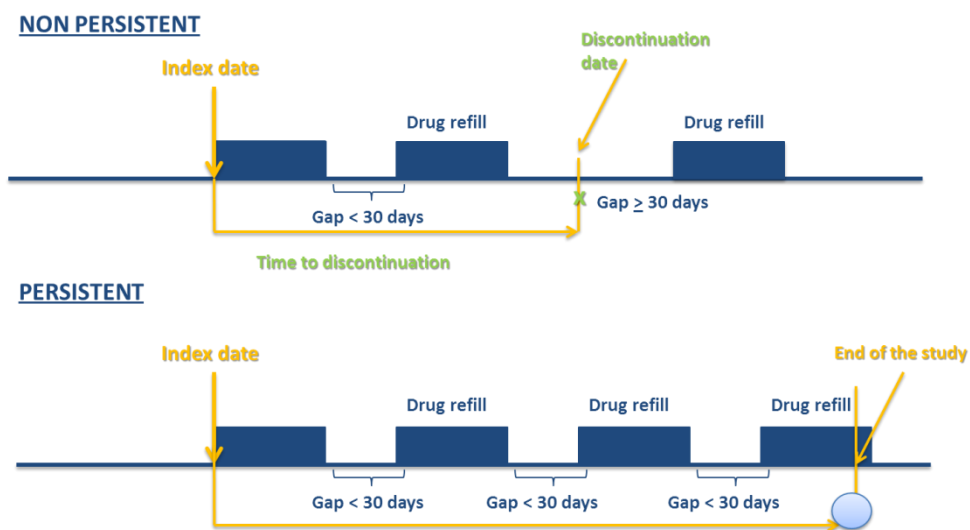 NON PERSISTENT
Discontinuation
date
Index date
Drug refill
Drug refill
X
Gap < 30 days
Gap ≥ 30 days
Time to discontinuation
PERSISTENT
Index date
End of the study
Drug refill
Drug refill
Drug refill
Gap < 30 days
Gap < 30 days
Gap < 30 days